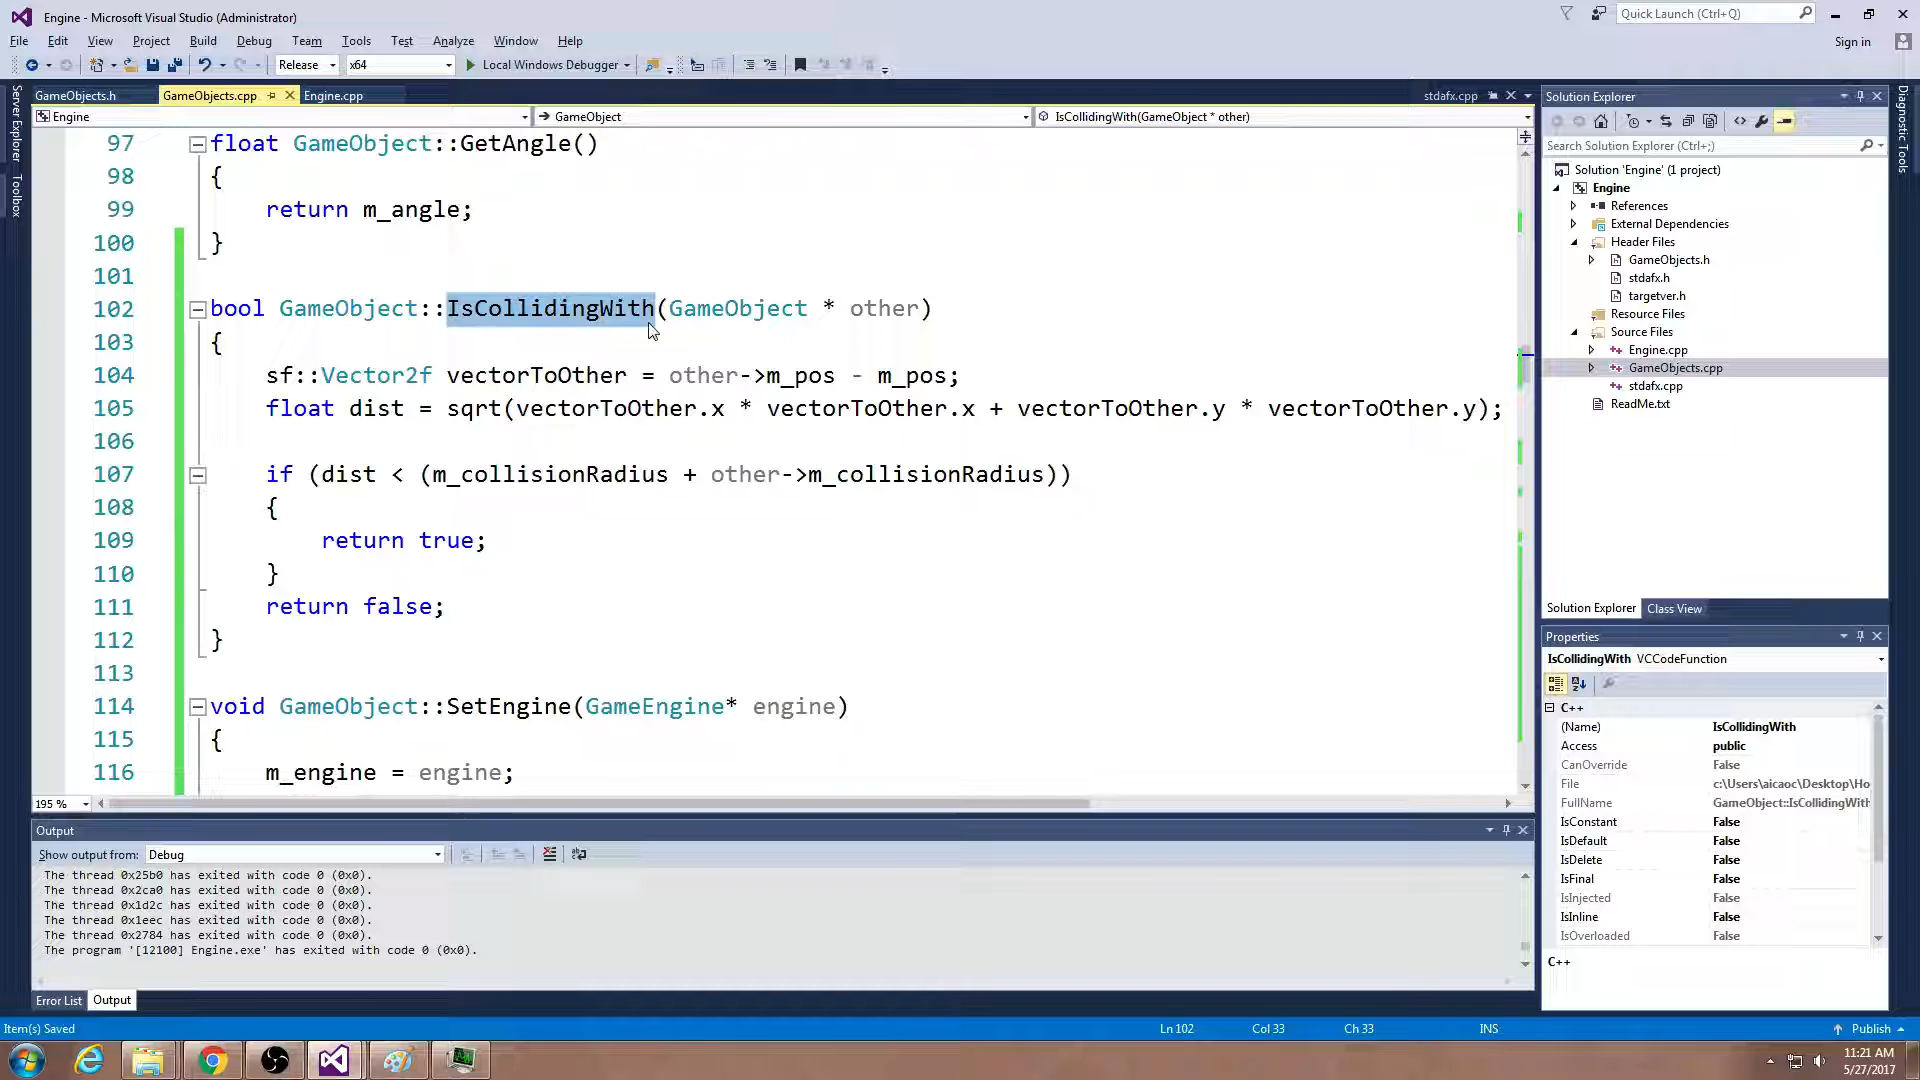 Engine - Microsoft Visual Studio (Administrator)
Quick Launch (Ctrl+Q)
File Edit View Project Build Debug Team Tools Test Analyze Window Help
Sign in
Release x64 Local Windows Debugger
GameObjects.h GameObjects.cpp Engine.cpp stdafx.cpp
Engine GameObject IsCollidingWith(GameObject * other)
Server Explorer
Toolbox
97 float GameObject::GetAngle()
98 {
99 return m_angle;
100 }
101
102 bool GameObject::IsCollidingWith(GameObject * other)
103 {
104 sf::Vector2f vectorToOther = other->m_pos - m_pos;
105 float dist = sqrt(vectorToOther.x * vectorToOther.x + vectorToOther.y * vectorToOther.y);
106
107 if (dist < (m_collisionRadius + other->m_collisionRadius))
108 {
109 return true;
110 }
111 return false;
112 }
113
114 void GameObject::SetEngine(GameEngine* engine)
115 {
116 m_engine = engine;
195 %
Output
Show output from: Debug
The thread 0x25b0 has exited with code 0 (0x0).
The thread 0x2ca0 has exited with code 0 (0x0).
The thread 0x1d2c has exited with code 0 (0x0).
The thread 0x1eec has exited with code 0 (0x0).
The thread 0x2784 has exited with code 0 (0x0).
The program '[12100] Engine.exe' has exited with code 0 (0x0).
Error List Output
Solution Explorer
Search Solution Explorer (Ctrl+;)
Solution 'Engine' (1 project)
Engine
References
External Dependencies
Header Files
GameObjects.h
stdafx.h
targetver.h
Resource Files
Source Files
Engine.cpp
GameObjects.cpp
stdafx.cpp
ReadMe.txt
Solution Explorer Class View
Properties
IsCollidingWith VCCodeFunction
C++
(Name) IsCollidingWith
Access public
CanOverride False
File c:\Users\aicaoc\Desktop\Ho
FullName GameObject::IsCollidingWith
IsConstant False
IsDefault False
IsDelete False
IsFinal False
IsInjected False
IsInline False
IsOverloaded False
C++
Diagnostic Tools
Item(s) Saved Ln 102 Col 33 Ch 33 INS Publish
11:21 AM
5/27/2017